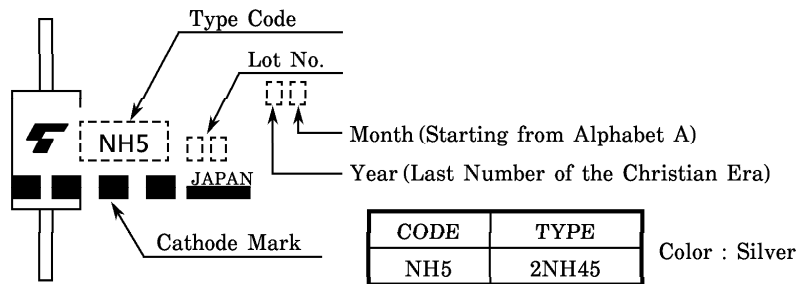 Type Code
Lot No.
NH5
Month (Starting from Alphabet A)
Year (Last Number of the Christian Era)
JAPAN
Cathode Mark
CODE TYPE
NH5 2NH45
Color : Silver